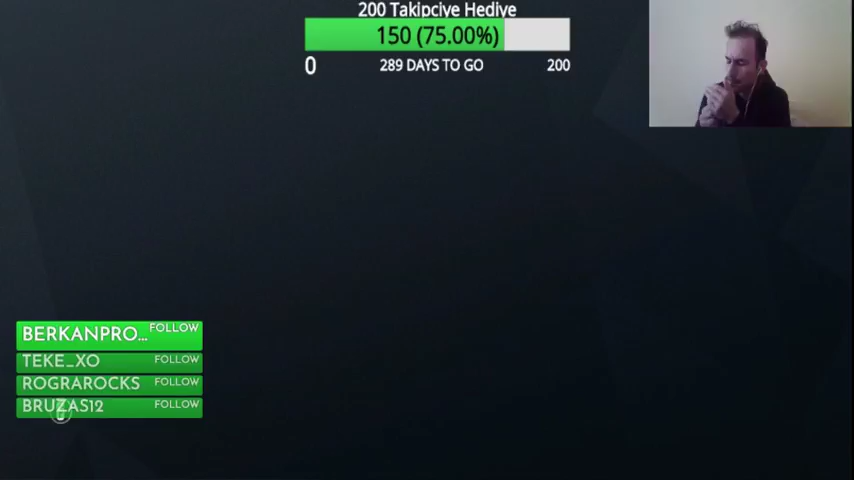 200 Takipciye Hediye
150 (75.00%)
0 289 DAYS TO GO 200
BERKANPRO... FOLLOW
TEKE_XO FOLLOW
ROGRAROCKS FOLLOW
BRUZAS12 FOLLOW